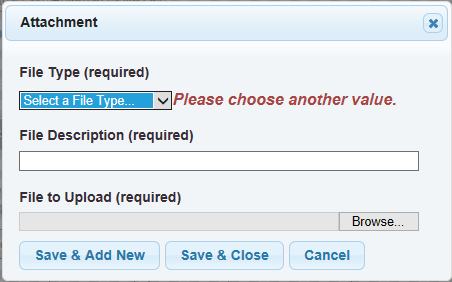 Attachment
File Type (required)
Select a File Type... Please choose another value.
File Description (required)
File to Upload (required)
Browse...
Save & Add New Save & Close Cancel